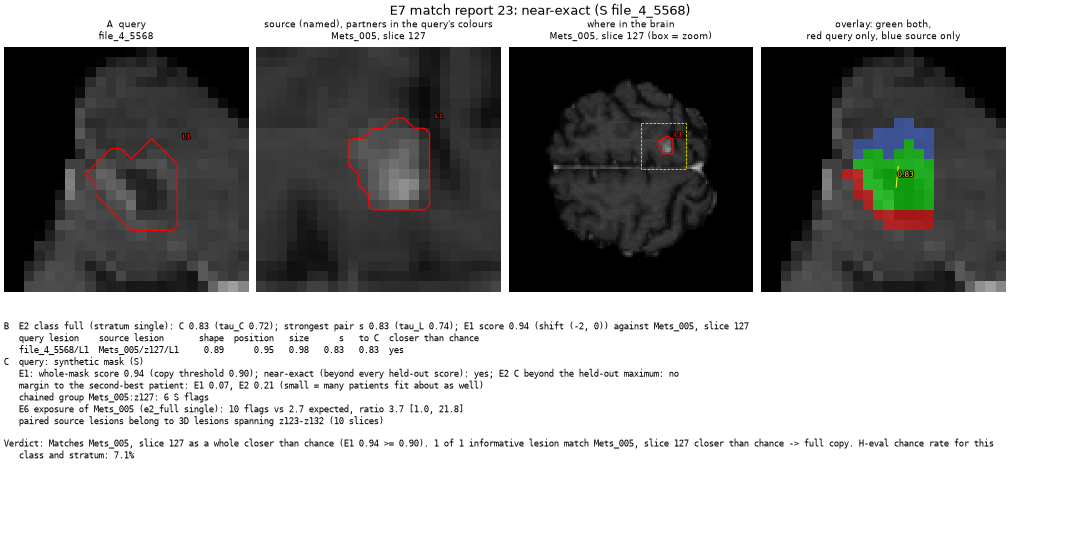 E7 match report 23: near-exact (S file_4_5568)
A query
file_4_5568
source (named), partners in the query's colours
Mets_005, slice 127
where in the brain
Mets_005, slice 127 (box = zoom)
overlay: green both,
red query only, blue source only
L1
L1
0.83
B E2 class full (stratum single): C 0.83 (tau_C 0.72); strongest pair s 0.83 (tau_L 0.74); E1 score 0.94 (shift (-2, 0)) against Mets_005, slice 127
query lesion source lesion shape position size s to C closer than chance
file_4_5568/L1 Mets_005/z127/L1 0.89 0.95 0.98 0.83 0.83 yes
C query: synthetic mask (S)
E1: whole-mask score 0.94 (copy threshold 0.90); near-exact (beyond every held-out score): yes; E2 C beyond the held-out maximum: no
margin to the second-best patient: E1 0.07, E2 0.21 (small = many patients fit about as well)
chained group Mets_005:z127: 6 S flags
E6 exposure of Mets_005 (e2_full single): 10 flags vs 2.7 expected, ratio 3.7 [1.0, 21.8]
paired source lesions belong to 3D lesions spanning z123-z132 (10 slices)
Verdict: Matches Mets_005, slice 127 as a whole closer than chance (E1 0.94 >= 0.90). 1 of 1 informative lesion match Mets_005, slice 127 closer than chance -> full copy. H-eval chance rate for this
class and stratum: 7.1%